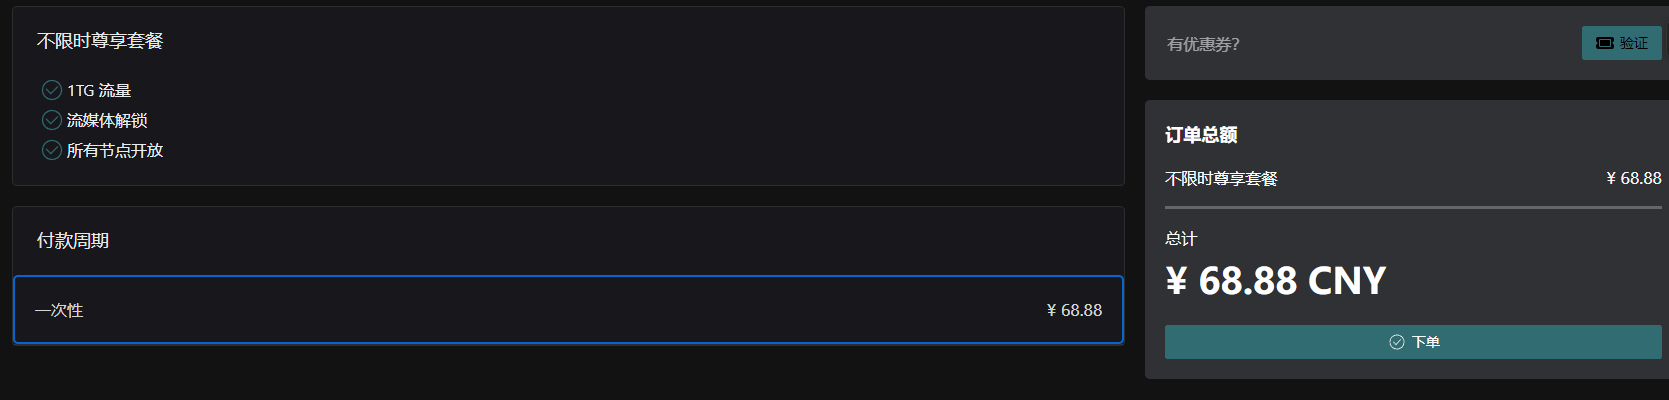 不限时尊享套餐
1TG 流量
流媒体解锁
所有节点开放
付款周期
一次性
¥ 68.88
有优惠券?
验证
订单总额
不限时尊享套餐
¥ 68.88
总计
¥ 68.88 CNY
下单